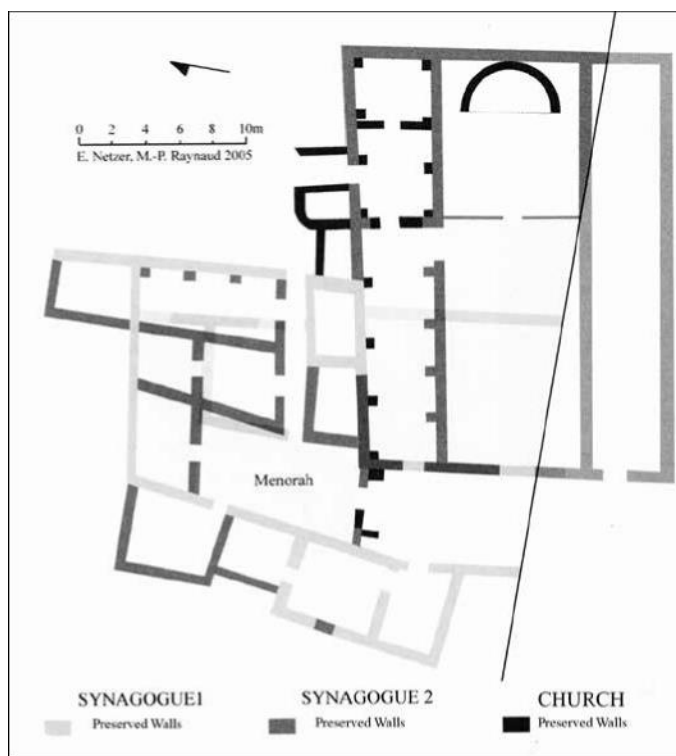 0 2 4 6 8 10m
E. Netzer, M.-P. Raynaud 2005
Menorah
SYNAGOGUE1 SYNAGOGUE 2 CHURCH
Preserved Walls Preserved Walls Preserved Walls